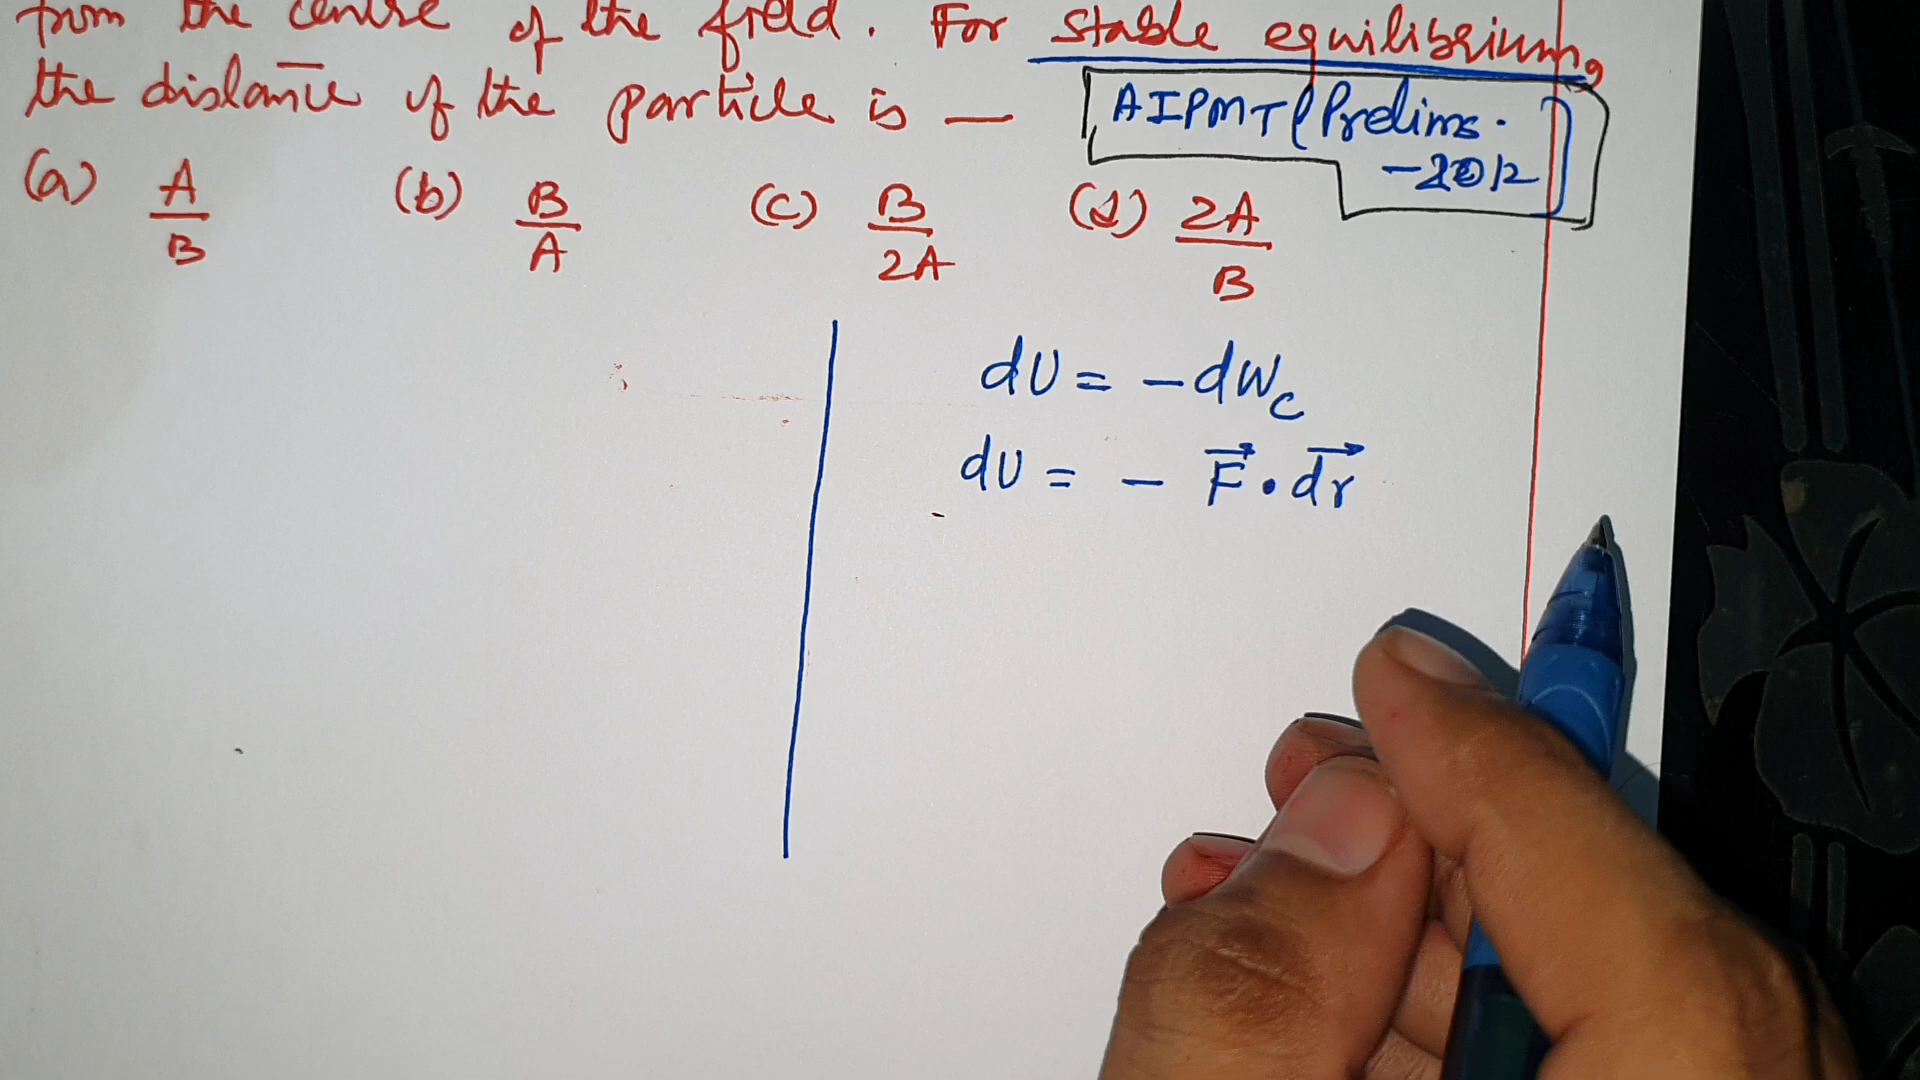 from the centre of the field. For stable equilibrium,
the distance of the particle is —
[AIPMT Prelims.
-2012]
(a) A/B (b) B/A (c) B/2A (d) 2A/B
dU = -dWc
dU = - F⃗ . dr⃗